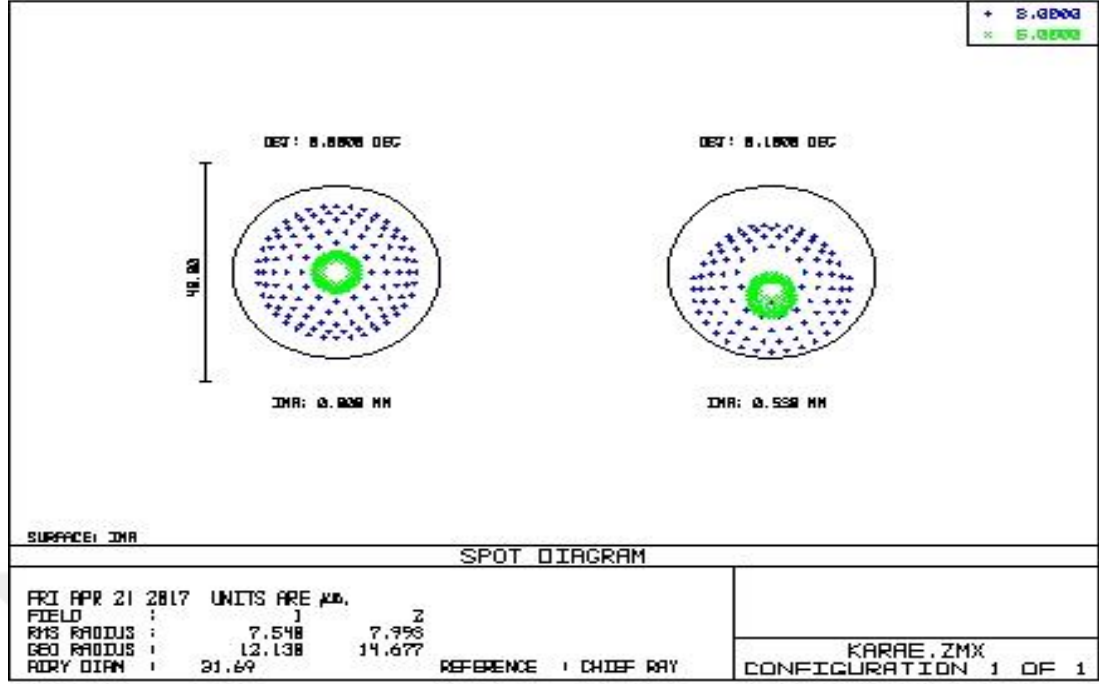 + 3.0000
× 5.0000
OBJ: 0.0000 DEG
OBJ: 0.1000 DEG
40.00
IMA: 0.000 MM
IMA: 0.538 MM
SURFACE: IMA
SPOT DIAGRAM
FRI APR 21 2017 UNITS ARE µm.
FIELD : 1 2
RMS RADIUS : 7.548 7.993
GEO RADIUS : 12.138 14.677
AIRY DIAM : 31.69 REFERENCE : CHIEF RAY
KARAE.ZMX
CONFIGURATION 1 OF 1